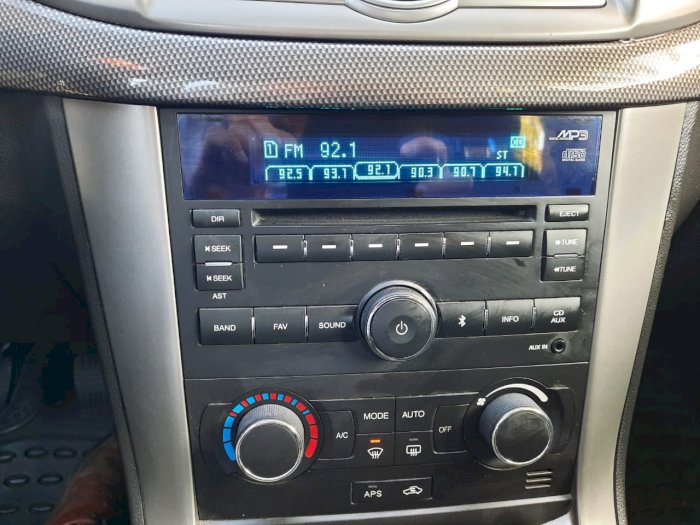 MP3
1 FM 92.1
ST
92.5 93.1 92.1 90.3 90.7 94.7
DIR
EJECT
SEEK
TUNE
SEEK
TUNE
AST
BAND FAV SOUND INFO CD AUX
AUX IN
MODE AUTO
A/C
OFF
APS